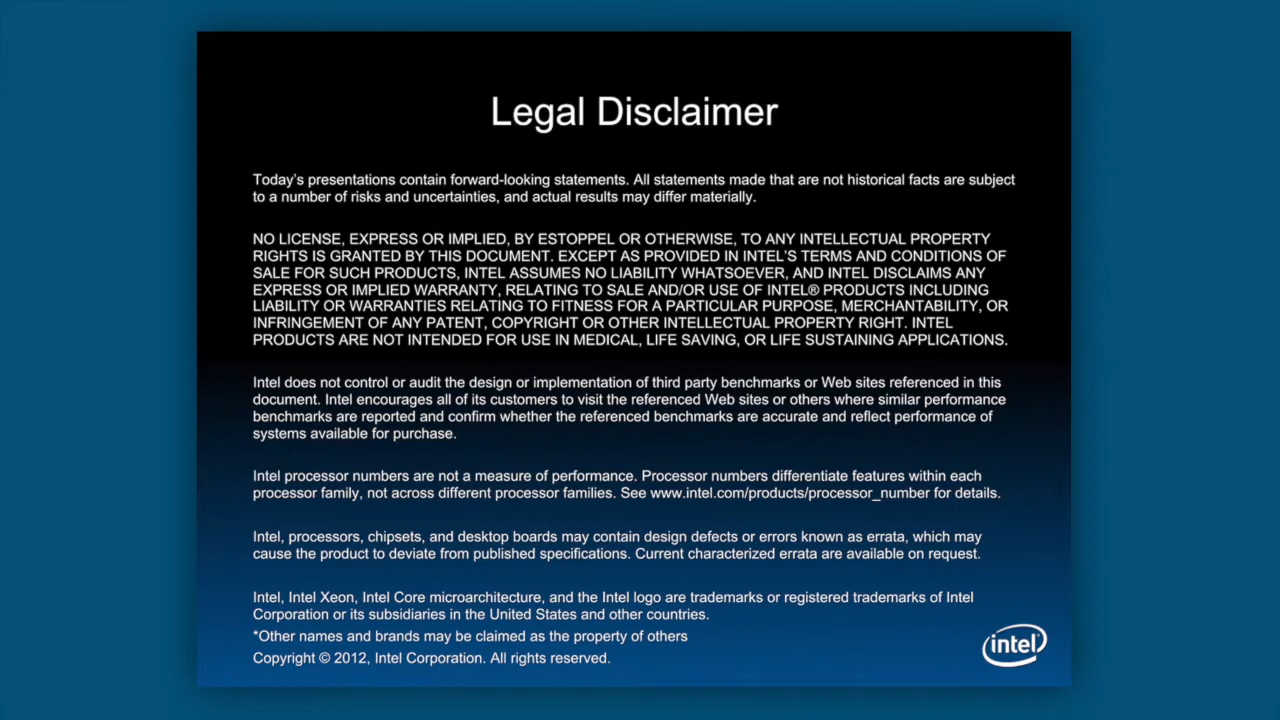 Legal Disclaimer
Today's presentations contain forward-looking statements. All statements made that are not historical facts are subject
to a number of risks and uncertainties, and actual results may differ materially.
NO LICENSE, EXPRESS OR IMPLIED, BY ESTOPPEL OR OTHERWISE, TO ANY INTELLECTUAL PROPERTY
RIGHTS IS GRANTED BY THIS DOCUMENT. EXCEPT AS PROVIDED IN INTEL'S TERMS AND CONDITIONS OF
SALE FOR SUCH PRODUCTS, INTEL ASSUMES NO LIABILITY WHATSOEVER, AND INTEL DISCLAIMS ANY
EXPRESS OR IMPLIED WARRANTY, RELATING TO SALE AND/OR USE OF INTEL® PRODUCTS INCLUDING
LIABILITY OR WARRANTIES RELATING TO FITNESS FOR A PARTICULAR PURPOSE, MERCHANTABILITY, OR
INFRINGEMENT OF ANY PATENT, COPYRIGHT OR OTHER INTELLECTUAL PROPERTY RIGHT. INTEL
PRODUCTS ARE NOT INTENDED FOR USE IN MEDICAL, LIFE SAVING, OR LIFE SUSTAINING APPLICATIONS.
Intel does not control or audit the design or implementation of third party benchmarks or Web sites referenced in this
document. Intel encourages all of its customers to visit the referenced Web sites or others where similar performance
benchmarks are reported and confirm whether the referenced benchmarks are accurate and reflect performance of
systems available for purchase.
Intel processor numbers are not a measure of performance. Processor numbers differentiate features within each
processor family, not across different processor families. See www.intel.com/products/processor_number for details.
Intel, processors, chipsets, and desktop boards may contain design defects or errors known as errata, which may
cause the product to deviate from published specifications. Current characterized errata are available on request.
Intel, Intel Xeon, Intel Core microarchitecture, and the Intel logo are trademarks or registered trademarks of Intel
Corporation or its subsidiaries in the United States and other countries.
*Other names and brands may be claimed as the property of others
Copyright © 2012, Intel Corporation. All rights reserved.
intel